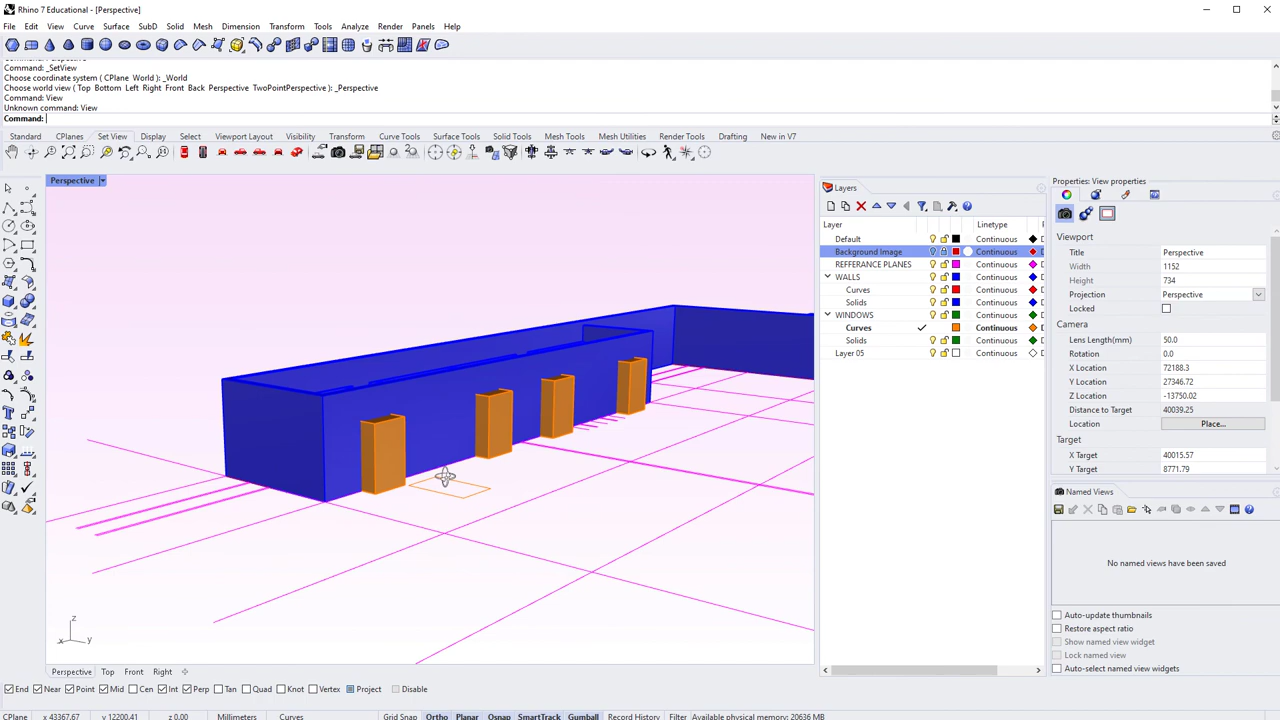 Rhino 7 Educational - [Perspective]
File Edit View Curve Surface SubD Solid Mesh Dimension Transform Tools Analyze Render Panels Help
Command: _SetView
Choose coordinate system ( CPlane World ): _World
Choose world view ( Top Bottom Left Right Front Back Perspective TwoPointPerspective ): _Perspective
Command: View
Unknown command: View
Command:
Standard CPlanes Set View Display Select Viewport Layout Visibility Transform Curve Tools Surface Tools Solid Tools Mesh Tools Mesh Utilities Render Tools Drafting New in V7
Perspective
Layers
Layer Linetype
Default Continuous
Background Image Continuous
REFFERANCE PLANES Continuous
WALLS Continuous
Curves Continuous
Solids Continuous
WINDOWS Continuous
Curves Continuous
Solids Continuous
Layer 05 Continuous
Properties: View properties
Viewport
Title Perspective
Width 1152
Height 734
Projection Perspective
Locked
Camera
Lens Length(mm) 50.0
Rotation 0.0
X Location 72188.3
Y Location 27346.72
Z Location -13750.02
Distance to Target 40039.25
Location Place...
Target
X Target 40015.57
Y Target 8771.79
Named Views
No named views have been saved
Auto-update thumbnails
Restore aspect ratio
Show named view widget
Lock named view
Auto-select named view widgets
z
x y
Perspective Top Front Right
End Near Point Mid Cen Int Perp Tan Quad Knot Vertex Project Disable
CPlane x 43367.67 y 12200.41 z 0.00 Millimeters Curves Grid Snap Ortho Planar Osnap SmartTrack Gumball Record History Filter Available physical memory: 20636 MB